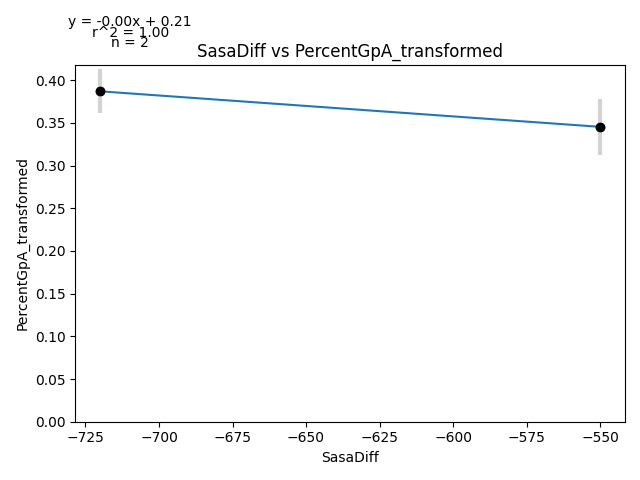 y = -0.00x + 0.21
r^2 = 1.00
n = 2
SasaDiff vs PercentGpA_transformed
PercentGpA_transformed
0.40
0.35
0.30
0.25
0.20
0.15
0.10
0.05
0.00
−725 −700 −675 −650 −625 −600 −575 −550
SasaDiff